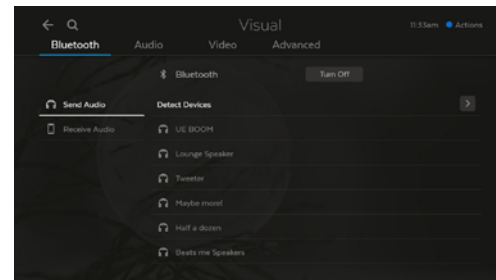 Visual
11:33am Actions
Bluetooth Audio Video Advanced
Bluetooth Turn Off
Send Audio
Receive Audio
Detect Devices
UE BOOM
Lounge Speaker
Tweeter
Maybe more!
Half a dozen
Beats me Speakers